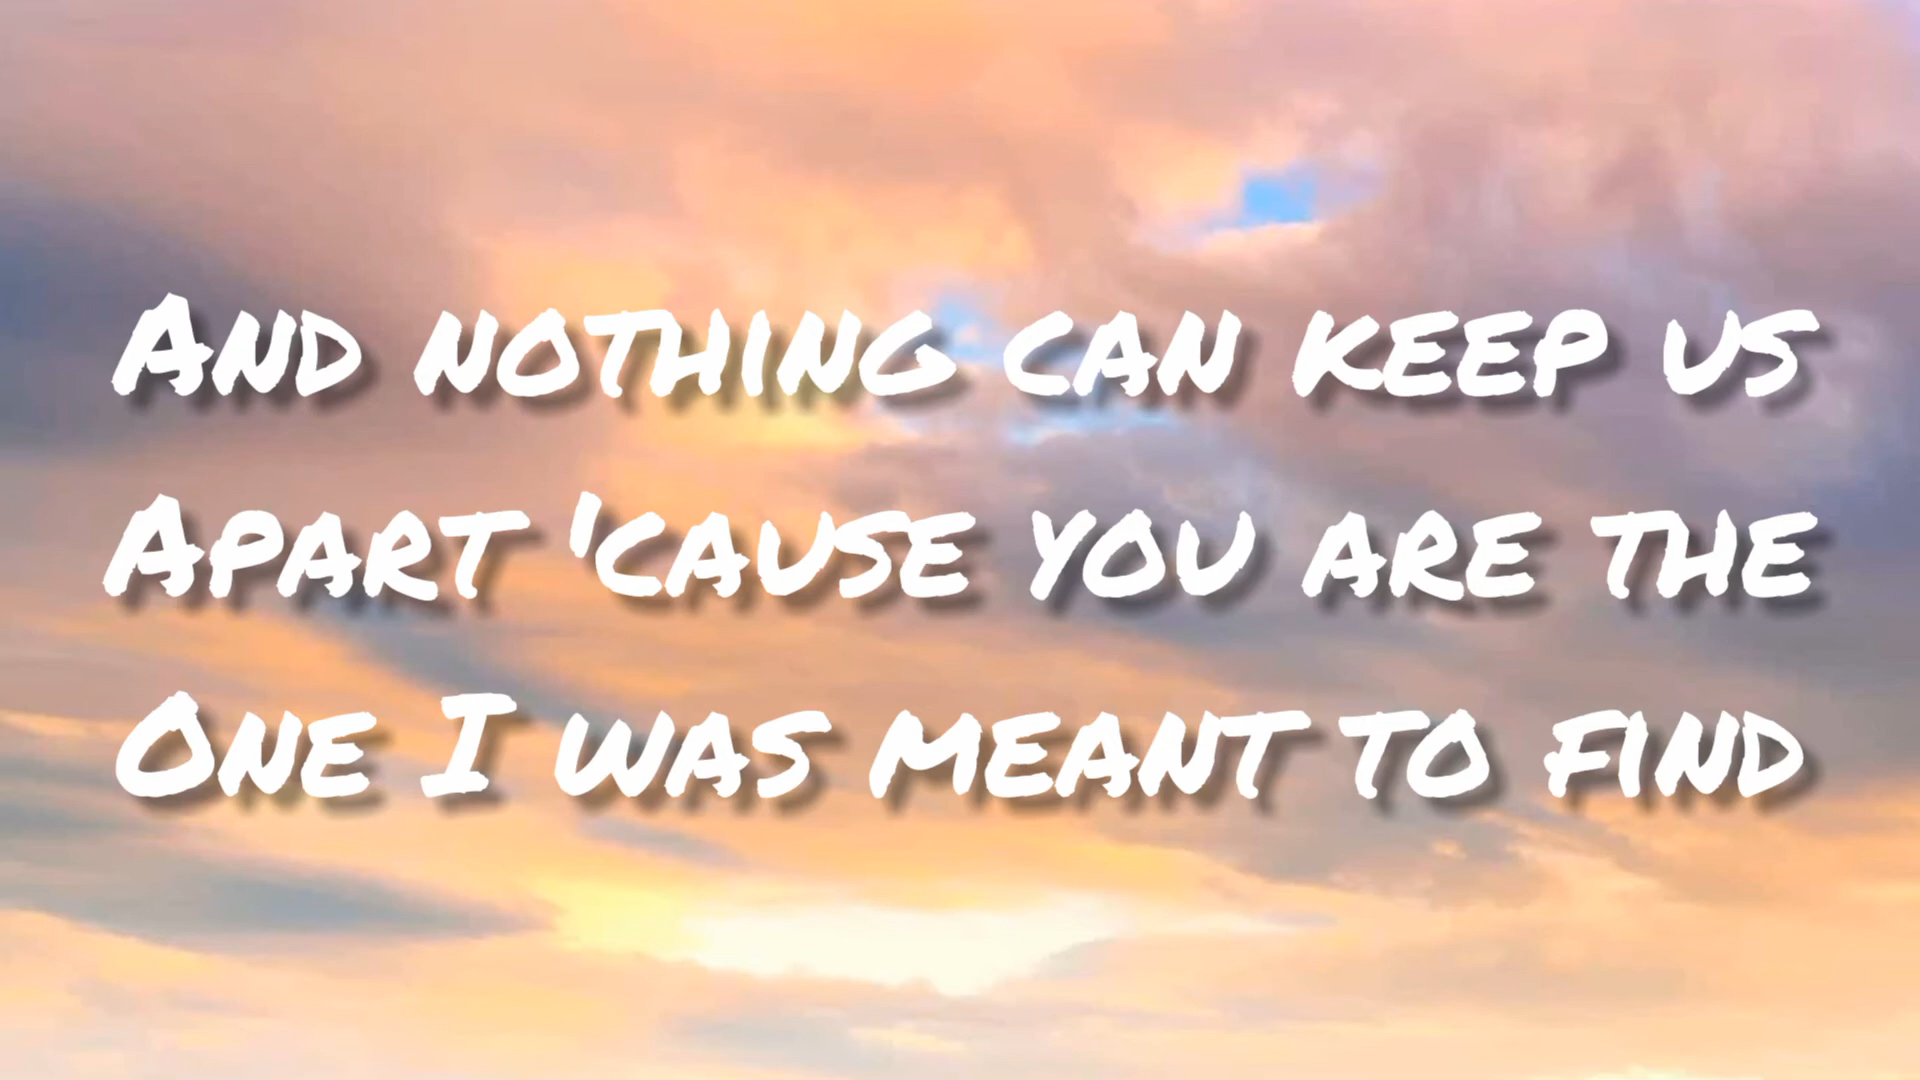 And nothing can keep us
Apart 'cause you are the
One I was meant to find